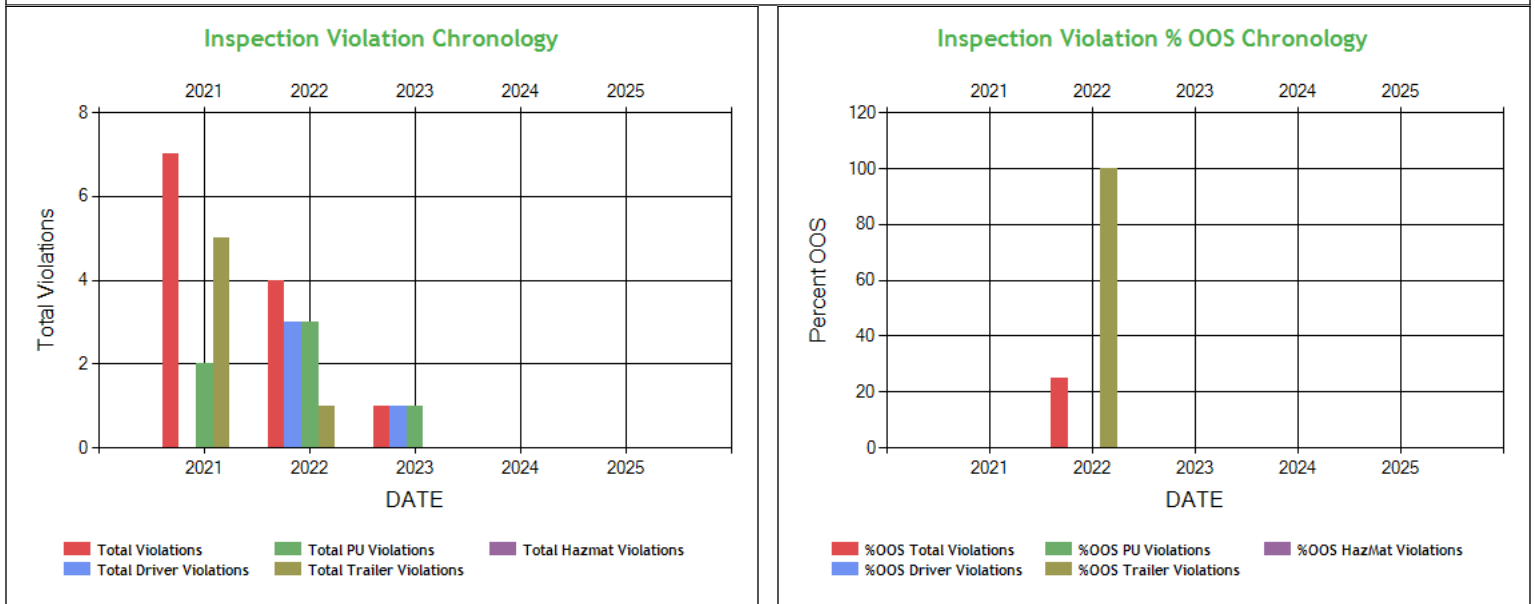 Inspection Violation Chronology
2021 2022 2023 2024 2025
8
6
4
2
0
Total Violations
2021 2022 2023 2024 2025
DATE
Total Violations Total PU Violations Total Hazmat Violations
Total Driver Violations Total Trailer Violations
Inspection Violation % OOS Chronology
2021 2022 2023 2024 2025
120
100
80
60
40
20
0
Percent OOS
2021 2022 2023 2024 2025
DATE
%OOS Total Violations %OOS PU Violations %OOS HazMat Violations
%OOS Driver Violations %OOS Trailer Violations